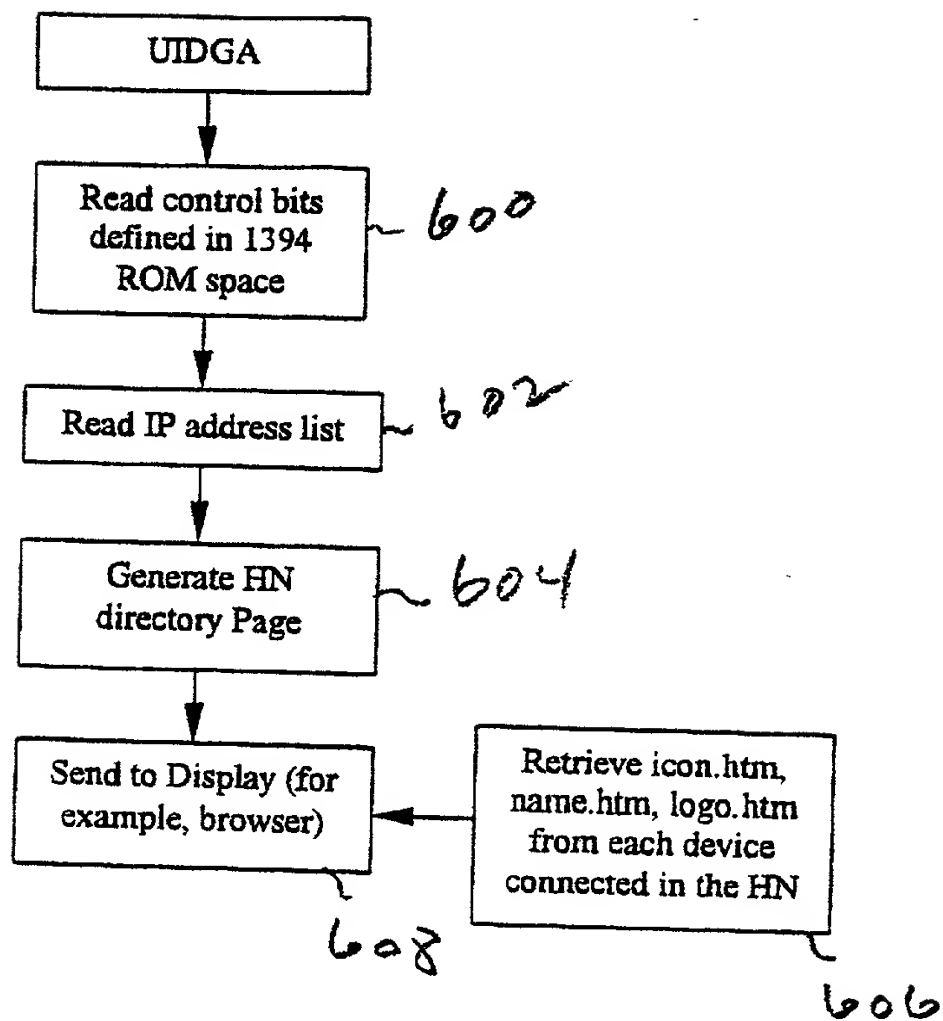 UIDGA
Read control bits
defined in 1394
ROM space
600
Read IP address list
602
Generate HN
directory Page
604
Send to Display (for
example, browser)
608
Retrieve icon.htm,
name.htm, logo.htm
from each device
connected in the HN
606